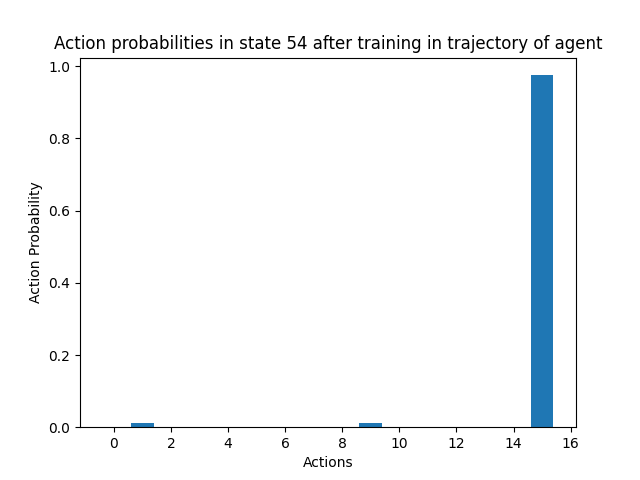 Action probabilities in state 54 after training in trajectory of agent
1.0
0.8
0.6
0.4
0.2
0.0
Action Probability
0 2 4 6 8 10 12 14 16
Actions